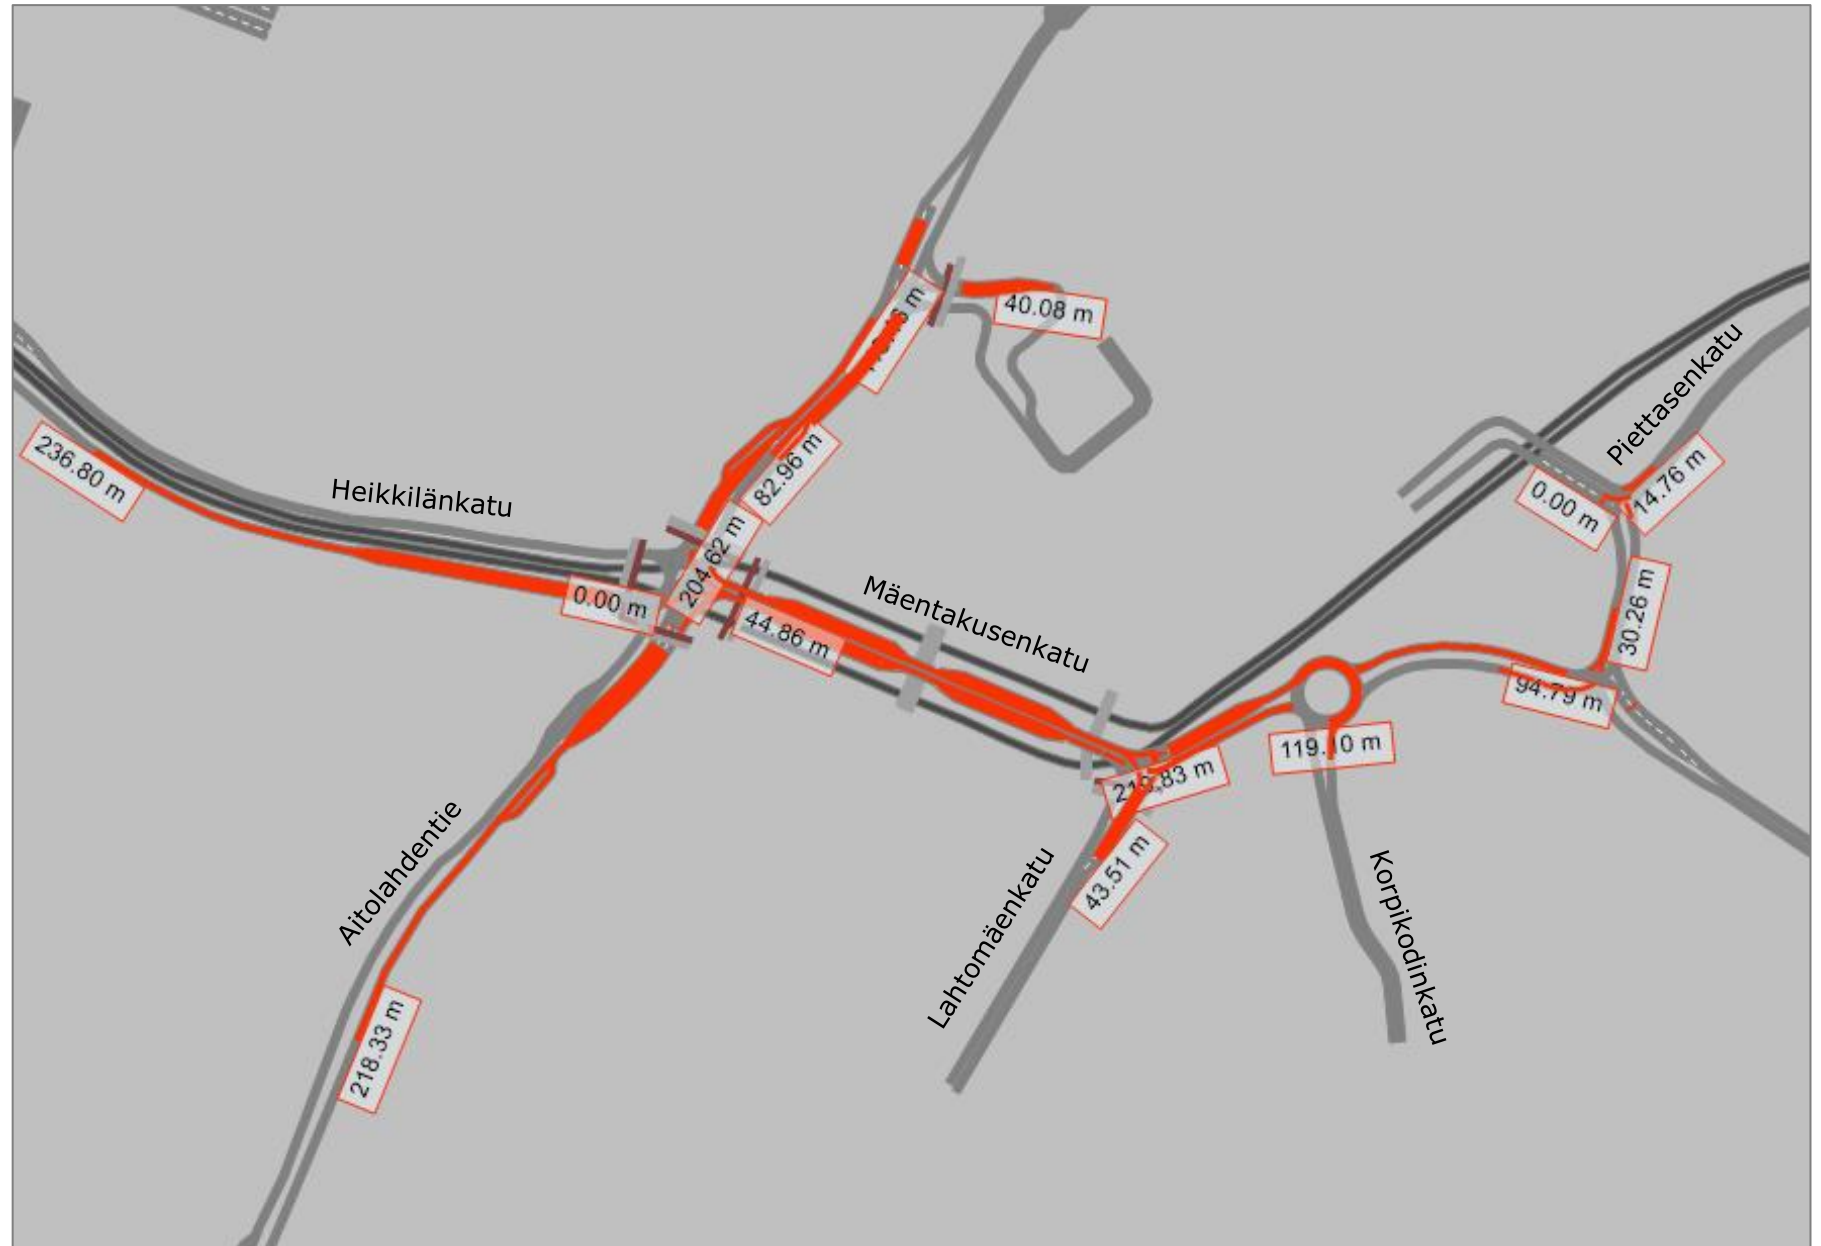 40.08 m
Piettasenkatu
236.80 m
82.96 m
14.76 m
0.00 m
Heikkilänkatu
204.62 m
0.00 m
Mäentakusenkatu
44.86 m
30.26 m
94.79 m
119.10 m
Aitolahdentie
43.51 m
Lahtomäenkatu
Korpikodinkatu
218.33 m